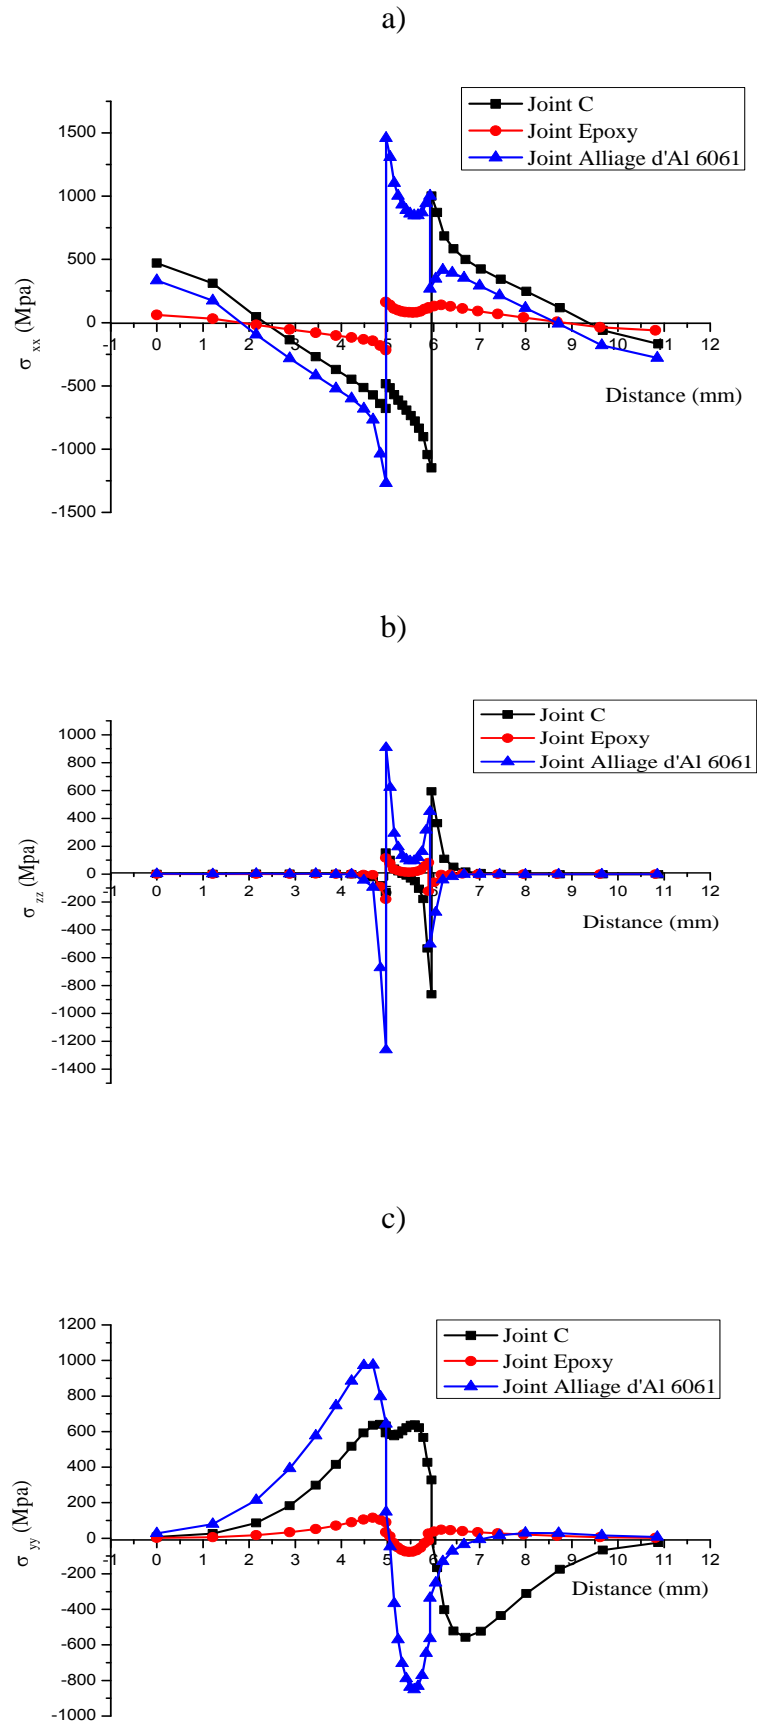 a)
Joint C
Joint Epoxy
Joint Alliage d'Al 6061
1500
1000
500
0
-500
-1000
-1500
-1 0 1 2 3 4 5 6 7 8 9 10 11 12
σ xx (Mpa)
Distance (mm)
b)
Joint C
Joint Epoxy
Joint Alliage d'Al 6061
1000
800
600
400
200
0
-200
-400
-600
-800
-1000
-1200
-1400
-1 0 1 2 3 4 5 6 7 8 9 10 11 12
σ zz (Mpa)
Distance (mm)
c)
Joint C
Joint Epoxy
Joint Alliage d'Al 6061
1200
1000
800
600
400
200
0
-200
-400
-600
-800
-1000
-1 0 1 2 3 4 5 6 7 8 9 10 11 12
σ yy (Mpa)
Distance (mm)